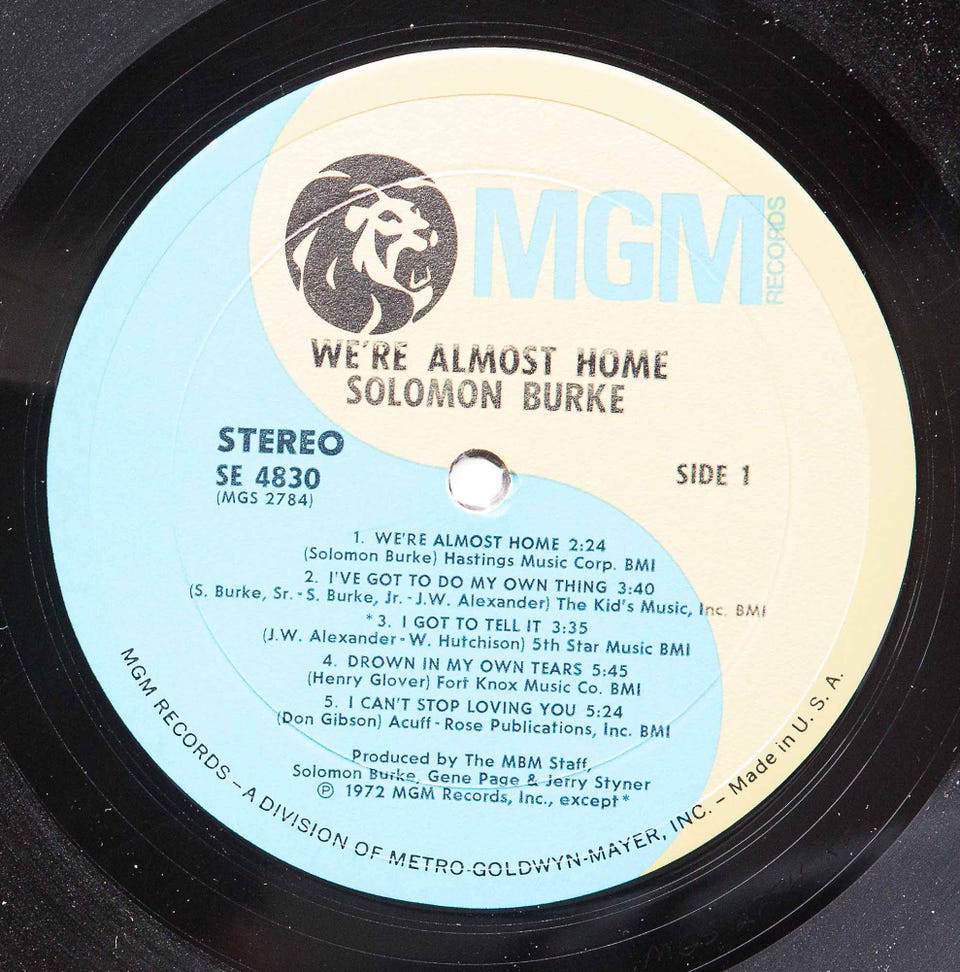 MGM RECORDS
WE'RE ALMOST HOME
SOLOMON BURKE
STEREO
SE 4830
(MGS 2784)
SIDE 1
1. WE'RE ALMOST HOME 2:24
(Solomon Burke) Hastings Music Corp. BMI
2. I'VE GOT TO DO MY OWN THING 3:40
(S. Burke, Sr. - S. Burke, Jr. - J.W. Alexander) The Kid's Music, Inc. BMI
*3. I GOT TO TELL IT 3:35
(J.W. Alexander - W. Hutchison) 5th Star Music BMI
4. DROWN IN MY OWN TEARS 5:45
(Henry Glover) Fort Knox Music Co. BMI
5. I CAN'T STOP LOVING YOU 5:24
(Don Gibson) Acuff-Rose Publications, Inc. BMI
Produced by The MBM Staff,
Solomon Burke, Gene Page & Jerry Styner
℗ 1972 MGM Records, Inc., except*
MGM RECORDS – A DIVISION OF METRO-GOLDWYN-MAYER, INC. – Made in U. S. A.